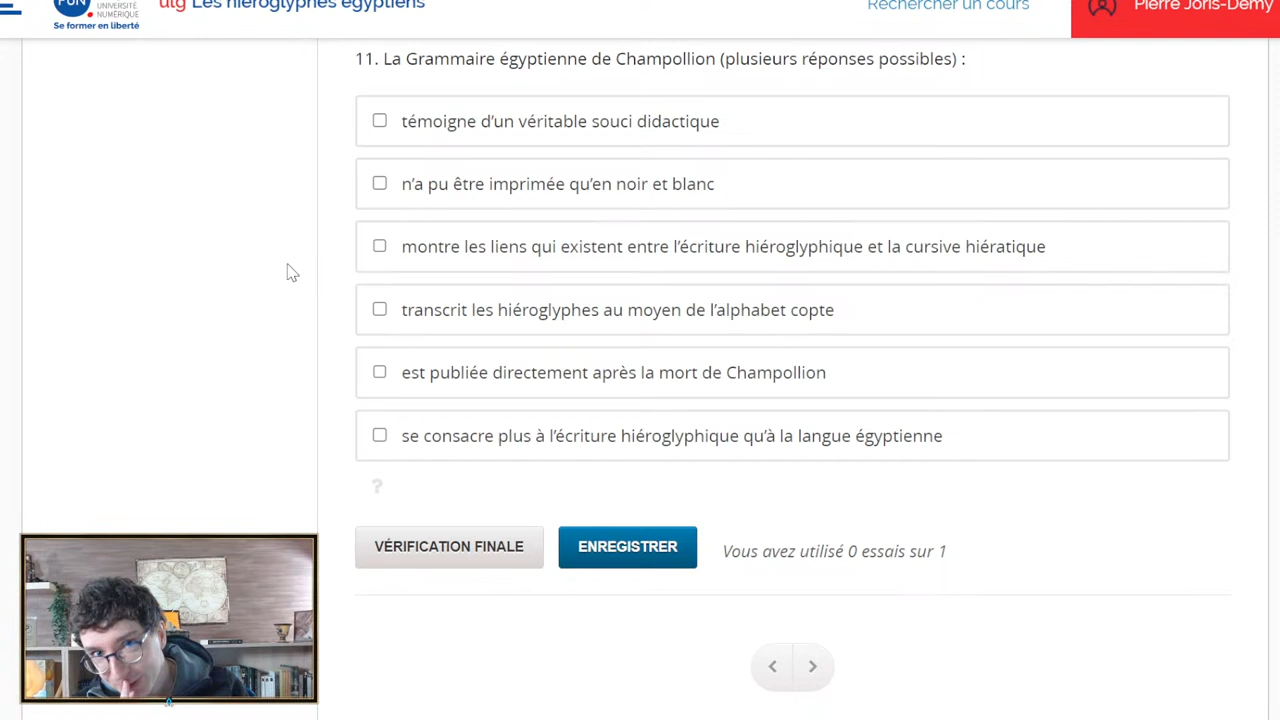 FUN
UNIVERSITÉ
NUMÉRIQUE
Se former en liberté
ulg Les hiéroglyphes égyptiens
Rechercher un cours
Pierre Joris-Demy
11. La Grammaire égyptienne de Champollion (plusieurs réponses possibles) :
témoigne d’un véritable souci didactique
n’a pu être imprimée qu’en noir et blanc
montre les liens qui existent entre l’écriture hiéroglyphique et la cursive hiératique
transcrit les hiéroglyphes au moyen de l’alphabet copte
est publiée directement après la mort de Champollion
se consacre plus à l’écriture hiéroglyphique qu’à la langue égyptienne
?
VÉRIFICATION FINALE
ENREGISTRER
Vous avez utilisé 0 essais sur 1